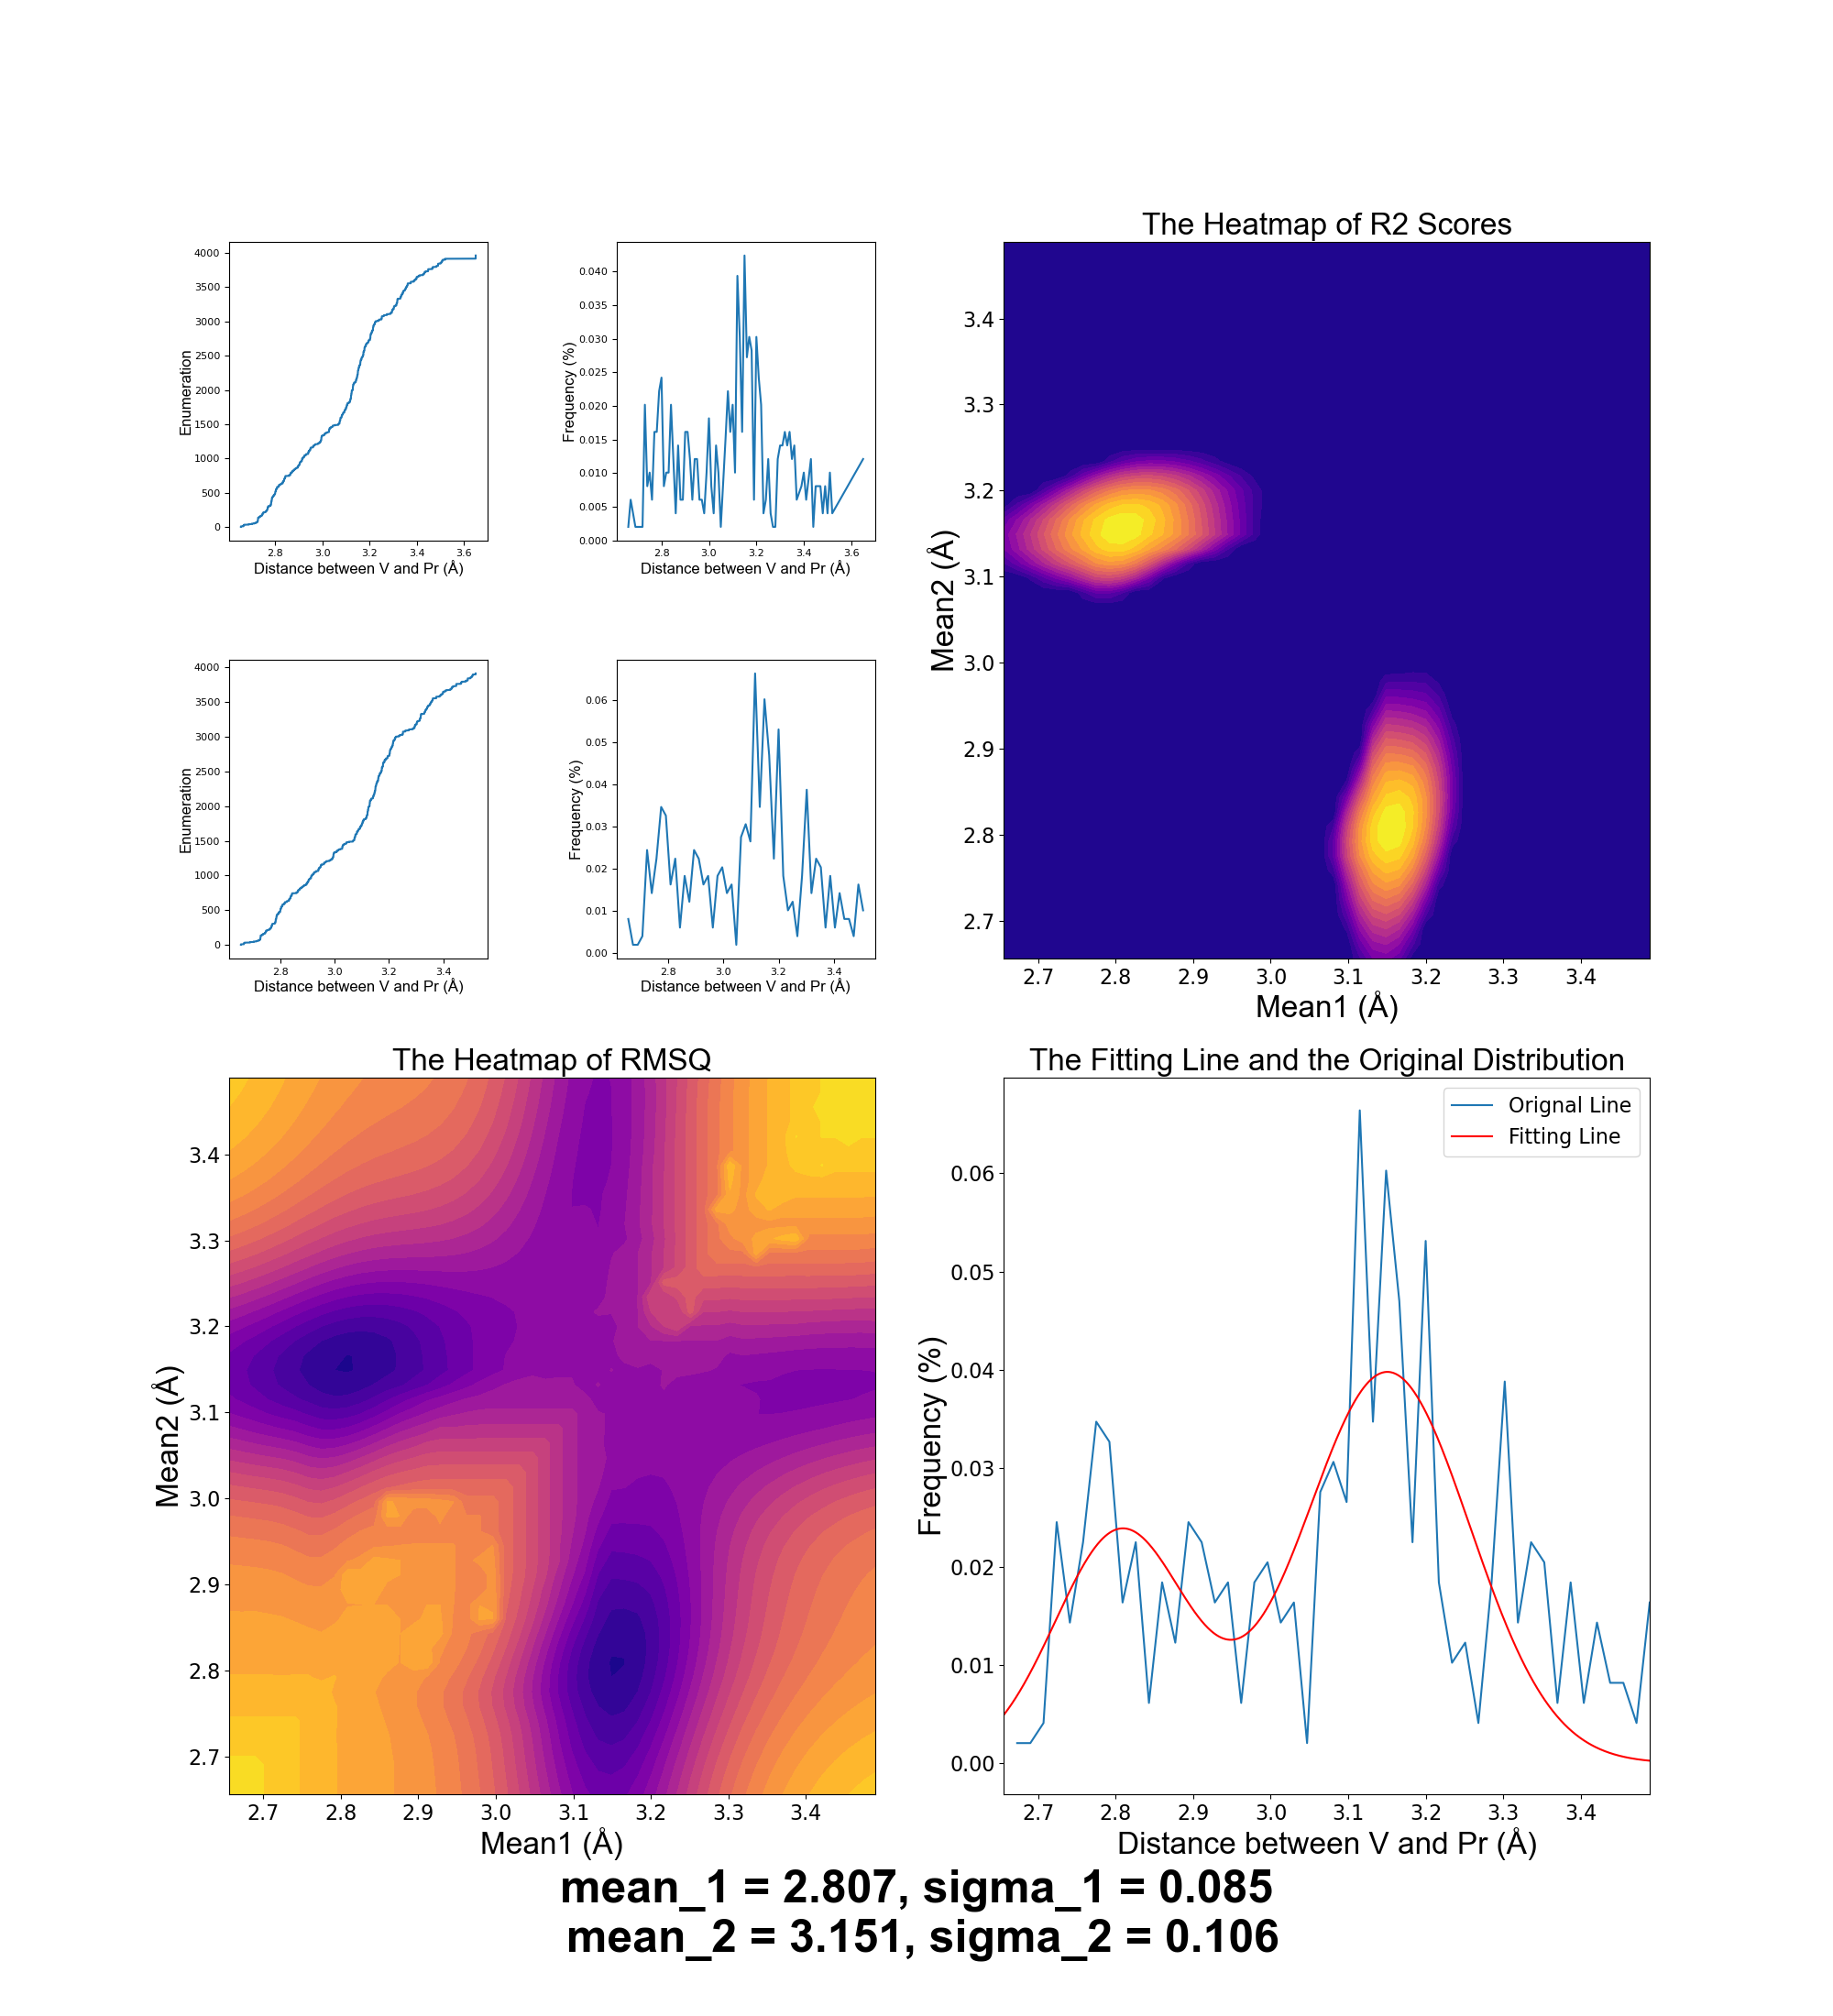 4000
3500
3000
2500
2000
1500
1000
500
0
Enumeration
2.8 3.0 3.2 3.4 3.6
Distance between V and Pr (Å)
0.040
0.035
0.030
0.025
0.020
0.015
0.010
0.005
0.000
Frequency (%)
2.8 3.0 3.2 3.4 3.6
Distance between V and Pr (Å)
The Heatmap of R2 Scores
3.4
3.3
3.2
3.1
3.0
2.9
2.8
2.7
Mean2 (Å)
2.7 2.8 2.9 3.0 3.1 3.2 3.3 3.4
Mean1 (Å)
4000
3500
3000
2500
2000
1500
1000
500
0
Enumeration
2.8 3.0 3.2 3.4
Distance between V and Pr (Å)
0.06
0.05
0.04
0.03
0.02
0.01
0.00
Frequency (%)
2.8 3.0 3.2 3.4
Distance between V and Pr (Å)
The Heatmap of RMSQ
3.4
3.3
3.2
3.1
3.0
2.9
2.8
2.7
Mean2 (Å)
2.7 2.8 2.9 3.0 3.1 3.2 3.3 3.4
Mean1 (Å)
The Fitting Line and the Original Distribution
Orignal Line
Fitting Line
0.06
0.05
0.04
0.03
0.02
0.01
0.00
Frequency (%)
2.7 2.8 2.9 3.0 3.1 3.2 3.3 3.4
Distance between V and Pr (Å)
mean_1 = 2.807, sigma_1 = 0.085
mean_2 = 3.151, sigma_2 = 0.106